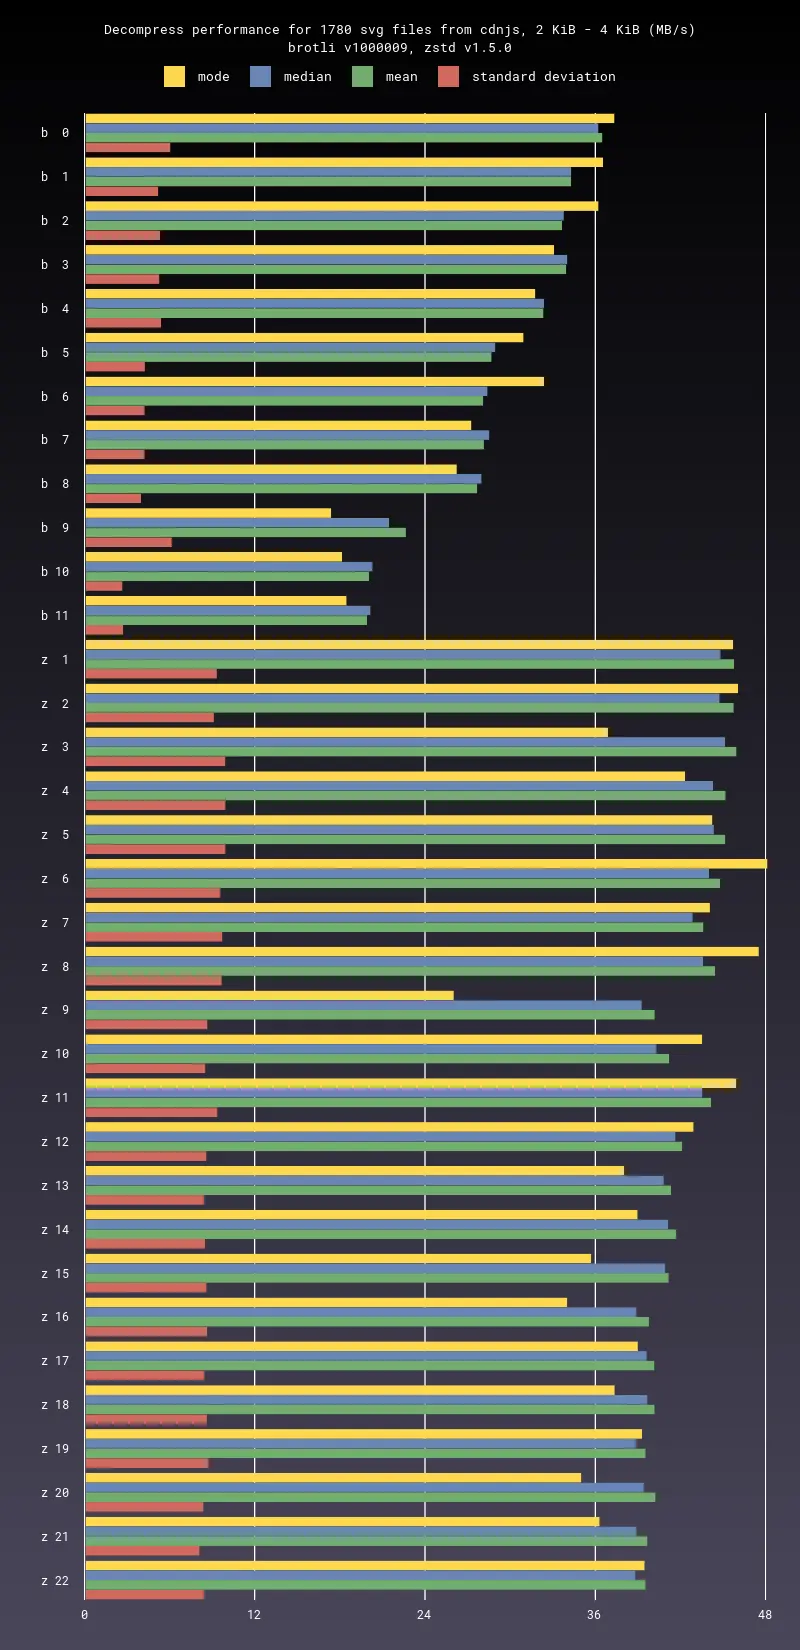 Decompress performance for 1780 svg files from cdnjs, 2 KiB - 4 KiB (MB/s)
brotli v1000009, zstd v1.5.0
mode median mean standard deviation
b 0
b 1
b 2
b 3
b 4
b 5
b 6
b 7
b 8
b 9
b 10
b 11
z 1
z 2
z 3
z 4
z 5
z 6
z 7
z 8
z 9
z 10
z 11
z 12
z 13
z 14
z 15
z 16
z 17
z 18
z 19
z 20
z 21
z 22
0 12 24 36 48